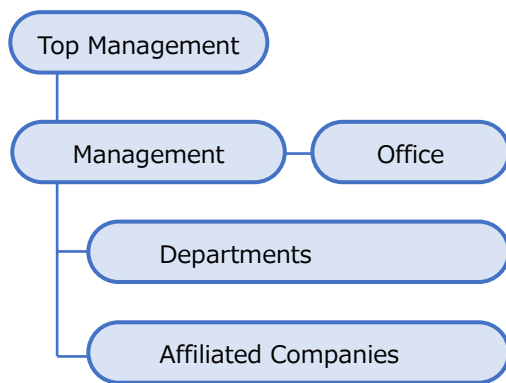 Top Management
Management
Office
Departments
Affiliated Companies